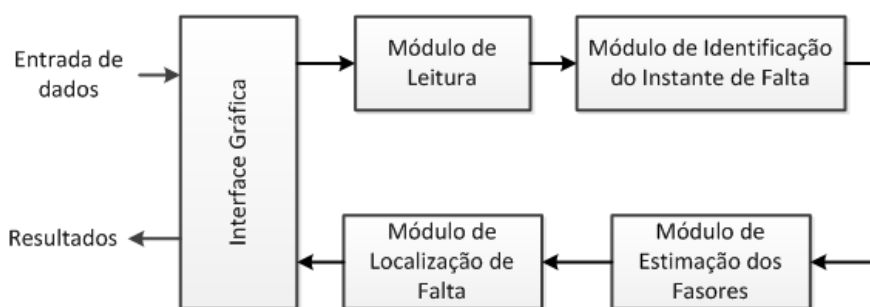 Entrada de
dados
Interface Gráfica
Módulo de
Leitura
Módulo de Identificação
do Instante de Falta
Resultados
Módulo de
Localização de
Falta
Módulo de
Estimação dos
Fasores